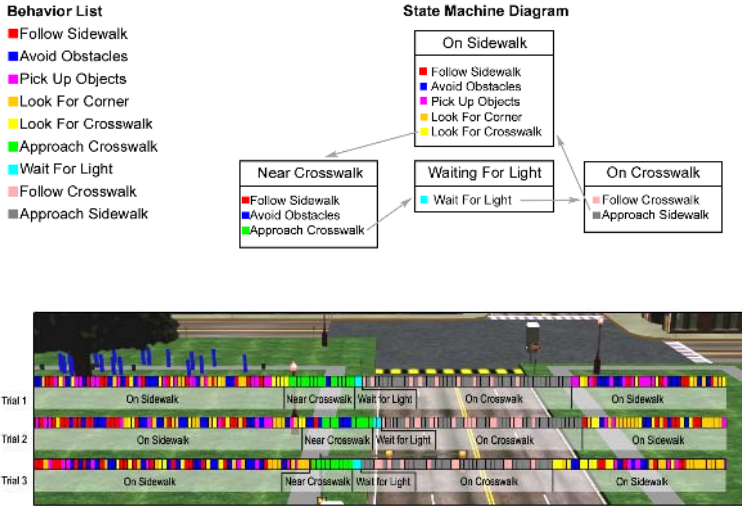 Behavior List
Follow Sidewalk
Avoid Obstacles
Pick Up Objects
Look For Corner
Look For Crosswalk
Approach Crosswalk
Wait For Light
Follow Crosswalk
Approach Sidewalk
State Machine Diagram
On Sidewalk
Follow Sidewalk
Avoid Obstacles
Pick Up Objects
Look For Corner
Look For Crosswalk
Near Crosswalk
Follow Sidewalk
Avoid Obstacles
Approach Crosswalk
Waiting For Light
Wait For Light
On Crosswalk
Follow Crosswalk
Approach Sidewalk
Trial 1
On Sidewalk
Near Crosswalk
Wait for Light
On Crosswalk
On Sidewalk
Trial 2
On Sidewalk
Near Crosswalk
Wait for Light
On Crosswalk
On Sidewalk
Trial 3
On Sidewalk
Near Crosswalk
Wait for Light
On Crosswalk
On Sidewalk